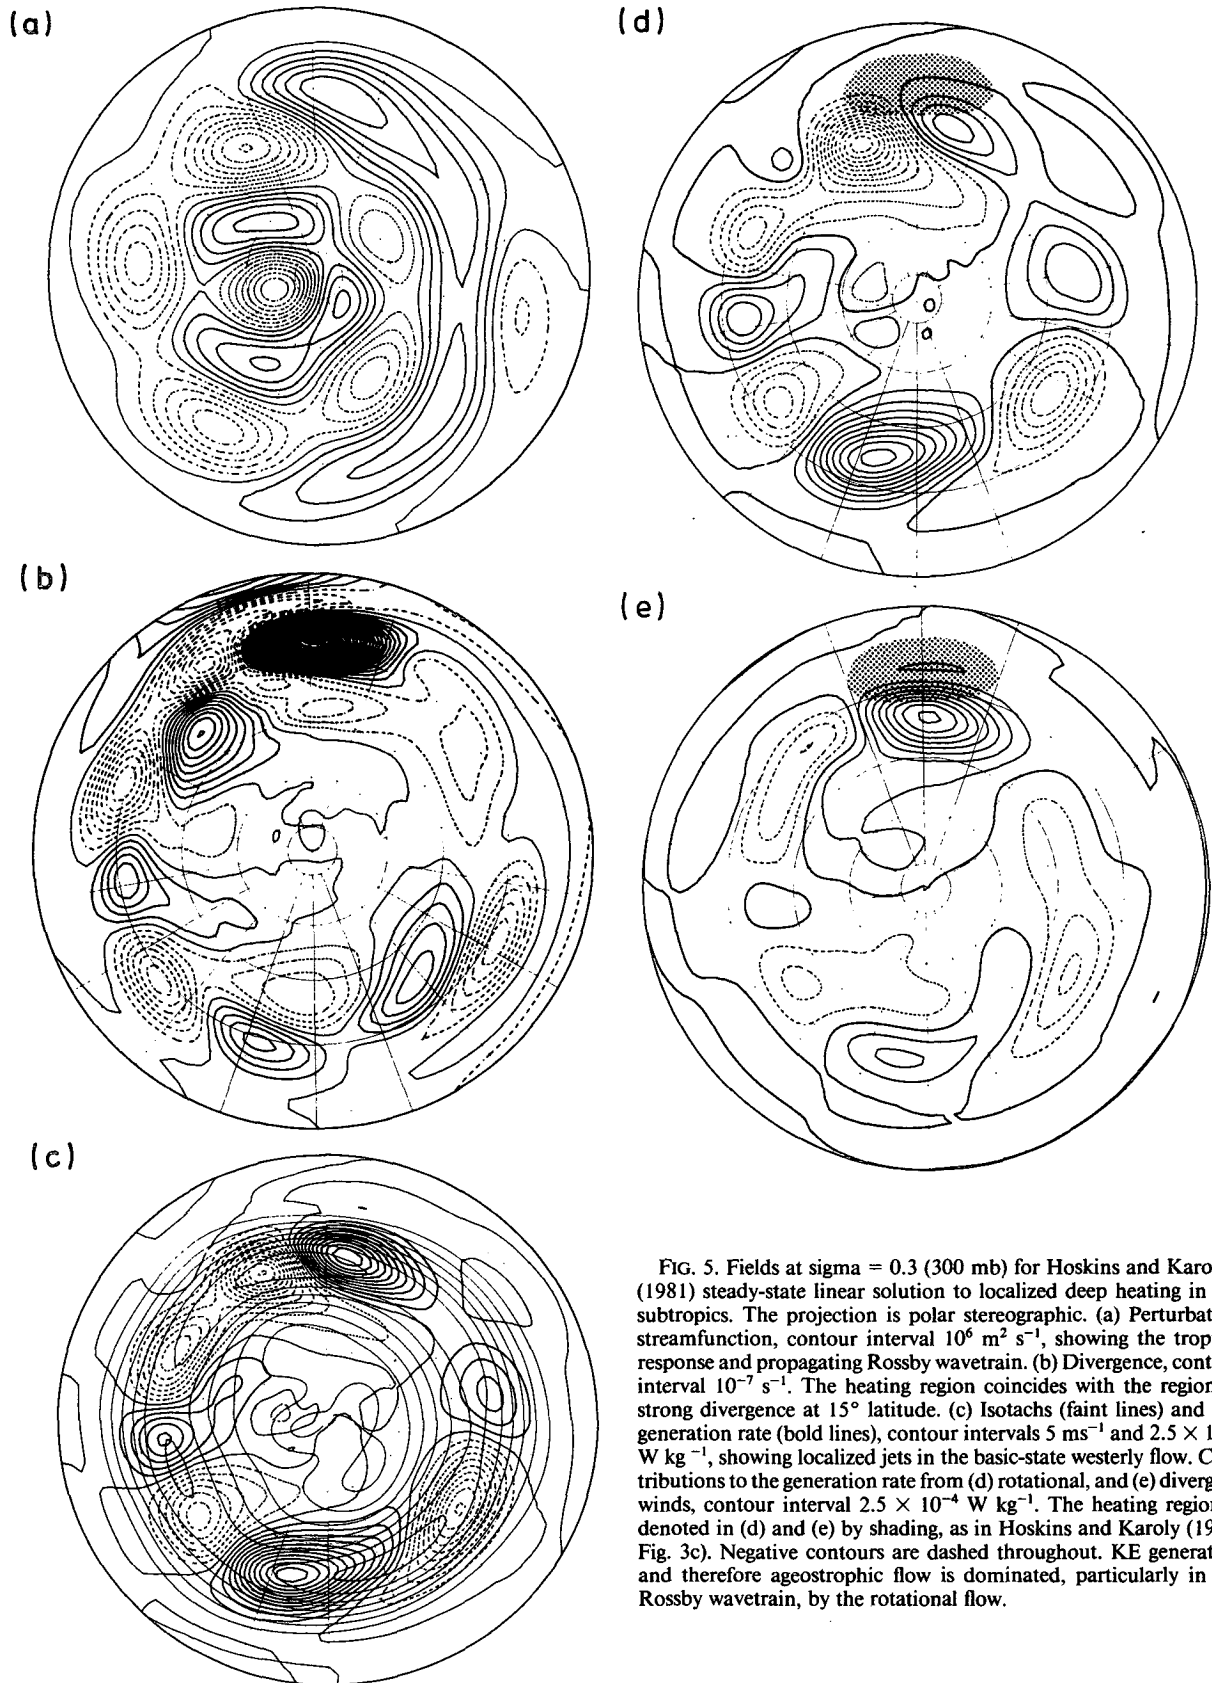 (a)
(d)
(b)
(e)
(c)
FIG. 5. Fields at sigma = 0.3 (300 mb) for Hoskins and Karo
(1981) steady-state linear solution to localized deep heating in
subtropics. The projection is polar stereographic. (a) Perturbat
streamfunction, contour interval 10⁶ m² s⁻¹, showing the trop
response and propagating Rossby wavetrain. (b) Divergence, cont
interval 10⁻⁷ s⁻¹. The heating region coincides with the region
strong divergence at 15° latitude. (c) Isotachs (faint lines) and
generation rate (bold lines), contour intervals 5 ms⁻¹ and 2.5 × 1
W kg⁻¹, showing localized jets in the basic-state westerly flow. C
tributions to the generation rate from (d) rotational, and (e) diverg
winds, contour interval 2.5 × 10⁻⁴ W kg⁻¹. The heating region
denoted in (d) and (e) by shading, as in Hoskins and Karoly (19
Fig. 3c). Negative contours are dashed throughout. KE generat
and therefore ageostrophic flow is dominated, particularly in
Rossby wavetrain, by the rotational flow.